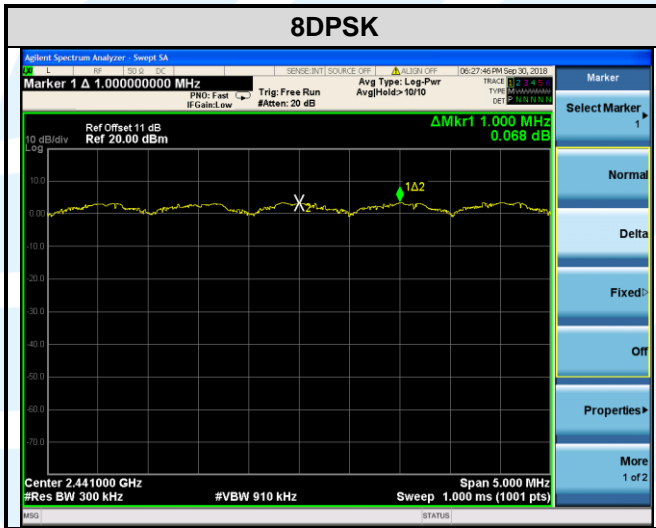 8DPSK
Agilent Spectrum Analyzer - Swept SA
L RF 50 Ω DC SENSE:INT SOURCE OFF ALIGN OFF 06:27:46 PM Sep 30, 2018
Marker 1 Δ 1.000000000 MHz
PNO: Fast
IFGain:Low
Trig: Free Run
#Atten: 20 dB
Avg Type: Log-Pwr
Avg|Hold:> 10/10
TRACE 1 2 3 4 5 6
TYPE M
DET P N N N N N
ΔMkr1 1.000 MHz
0.068 dB
Ref Offset 11 dB
10 dB/div Ref 20.00 dBm
Log
10.0
0.00
-10.0
-20.0
-30.0
-40.0
-50.0
-60.0
-70.0
1Δ2
X2
Center 2.441000 GHz Span 5.000 MHz
#Res BW 300 kHz #VBW 910 kHz Sweep 1.000 ms (1001 pts)
MSG STATUS
Marker
Select Marker
1
Normal
Delta
Fixed
Off
Properties
More
1 of 2